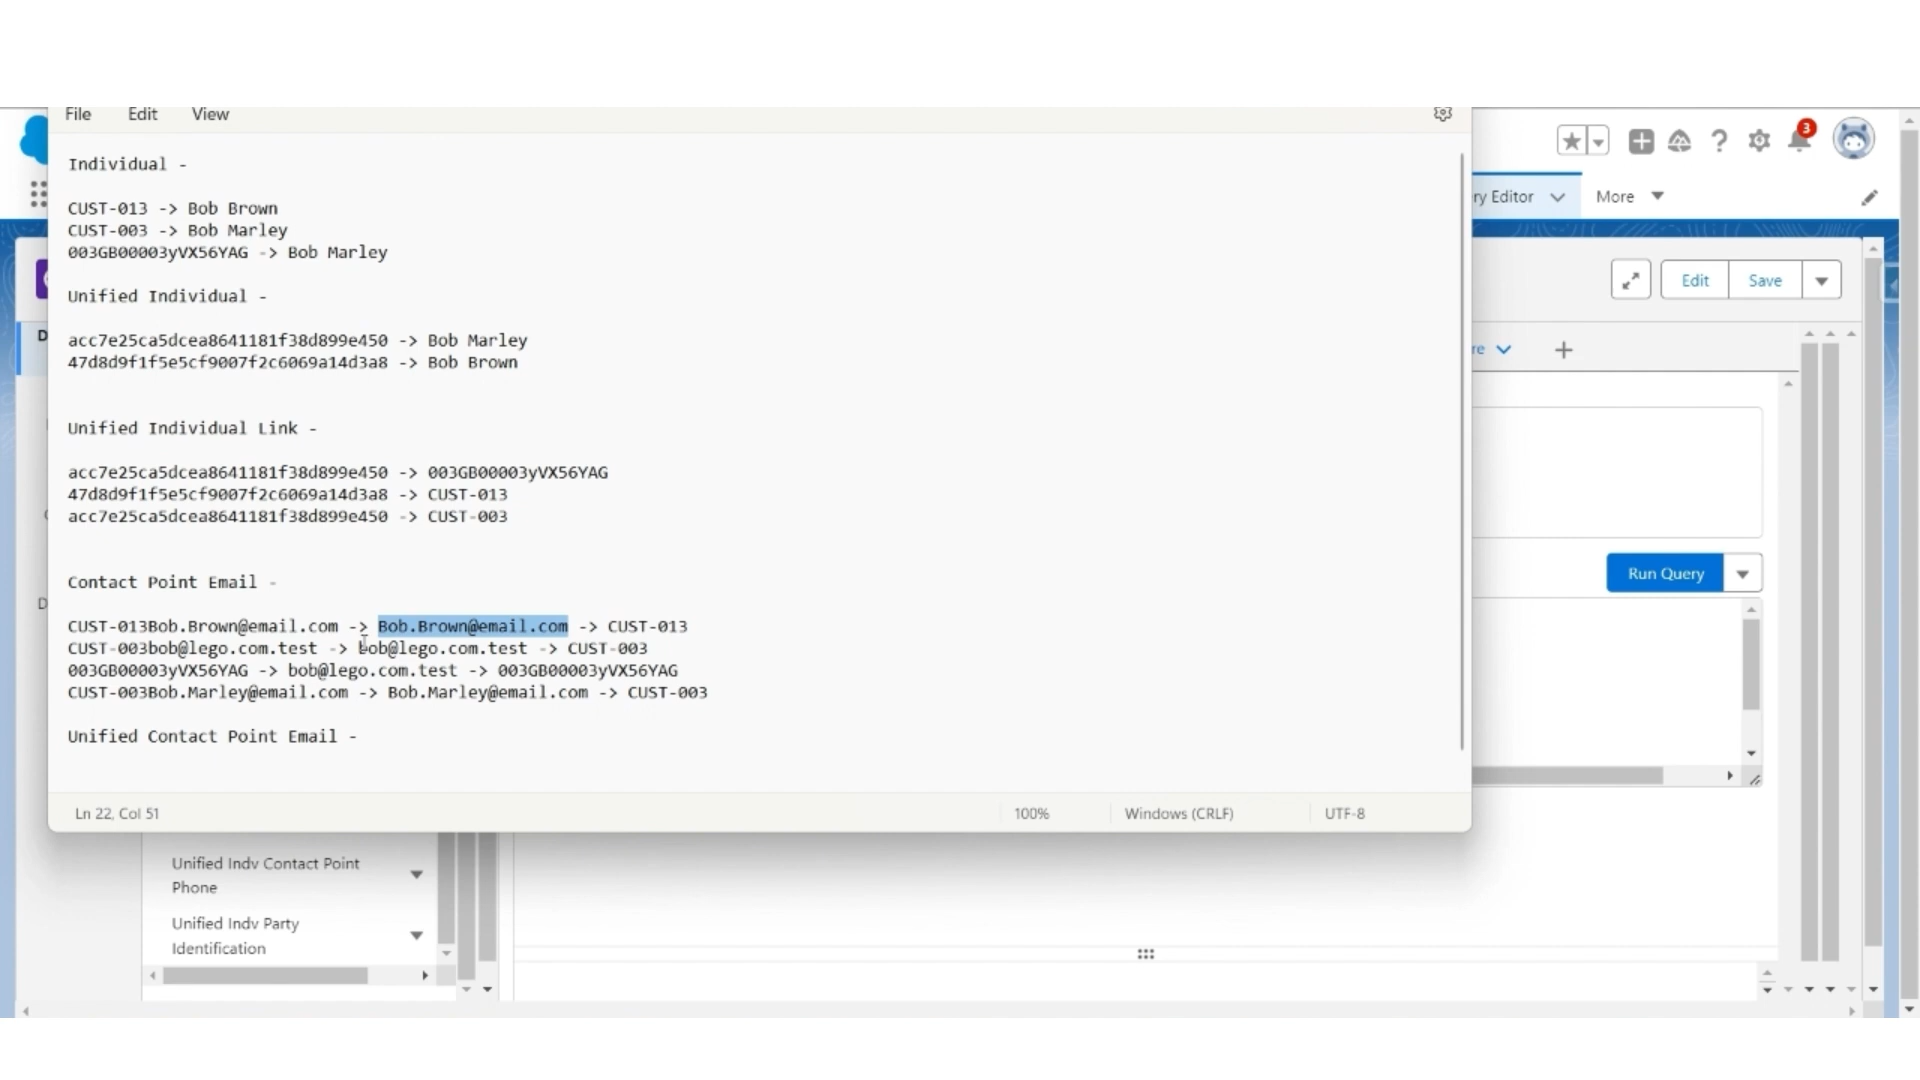 File Edit View
Individual -
CUST-013 -> Bob Brown
CUST-003 -> Bob Marley
003GB00003yVX56YAG -> Bob Marley
Unified Individual -
acc7e25ca5dcea8641181f38d899e450 -> Bob Marley
47d8d9f1f5e5cf9007f2c6069a14d3a8 -> Bob Brown
Unified Individual Link -
acc7e25ca5dcea8641181f38d899e450 -> 003GB00003yVX56YAG
47d8d9f1f5e5cf9007f2c6069a14d3a8 -> CUST-013
acc7e25ca5dcea8641181f38d899e450 -> CUST-003
Contact Point Email -
CUST-013Bob.Brown@email.com -> Bob.Brown@email.com -> CUST-013
CUST-003bob@lego.com.test -> bob@lego.com.test -> CUST-003
003GB00003yVX56YAG -> bob@lego.com.test -> 003GB00003yVX56YAG
CUST-003Bob.Marley@email.com -> Bob.Marley@email.com -> CUST-003
Unified Contact Point Email -
Ln 22, Col 51 100% Windows (CRLF) UTF-8
3
ry Editor More
Edit Save
re
Run Query
Unified Indv Contact Point
Phone
Unified Indv Party
Identification